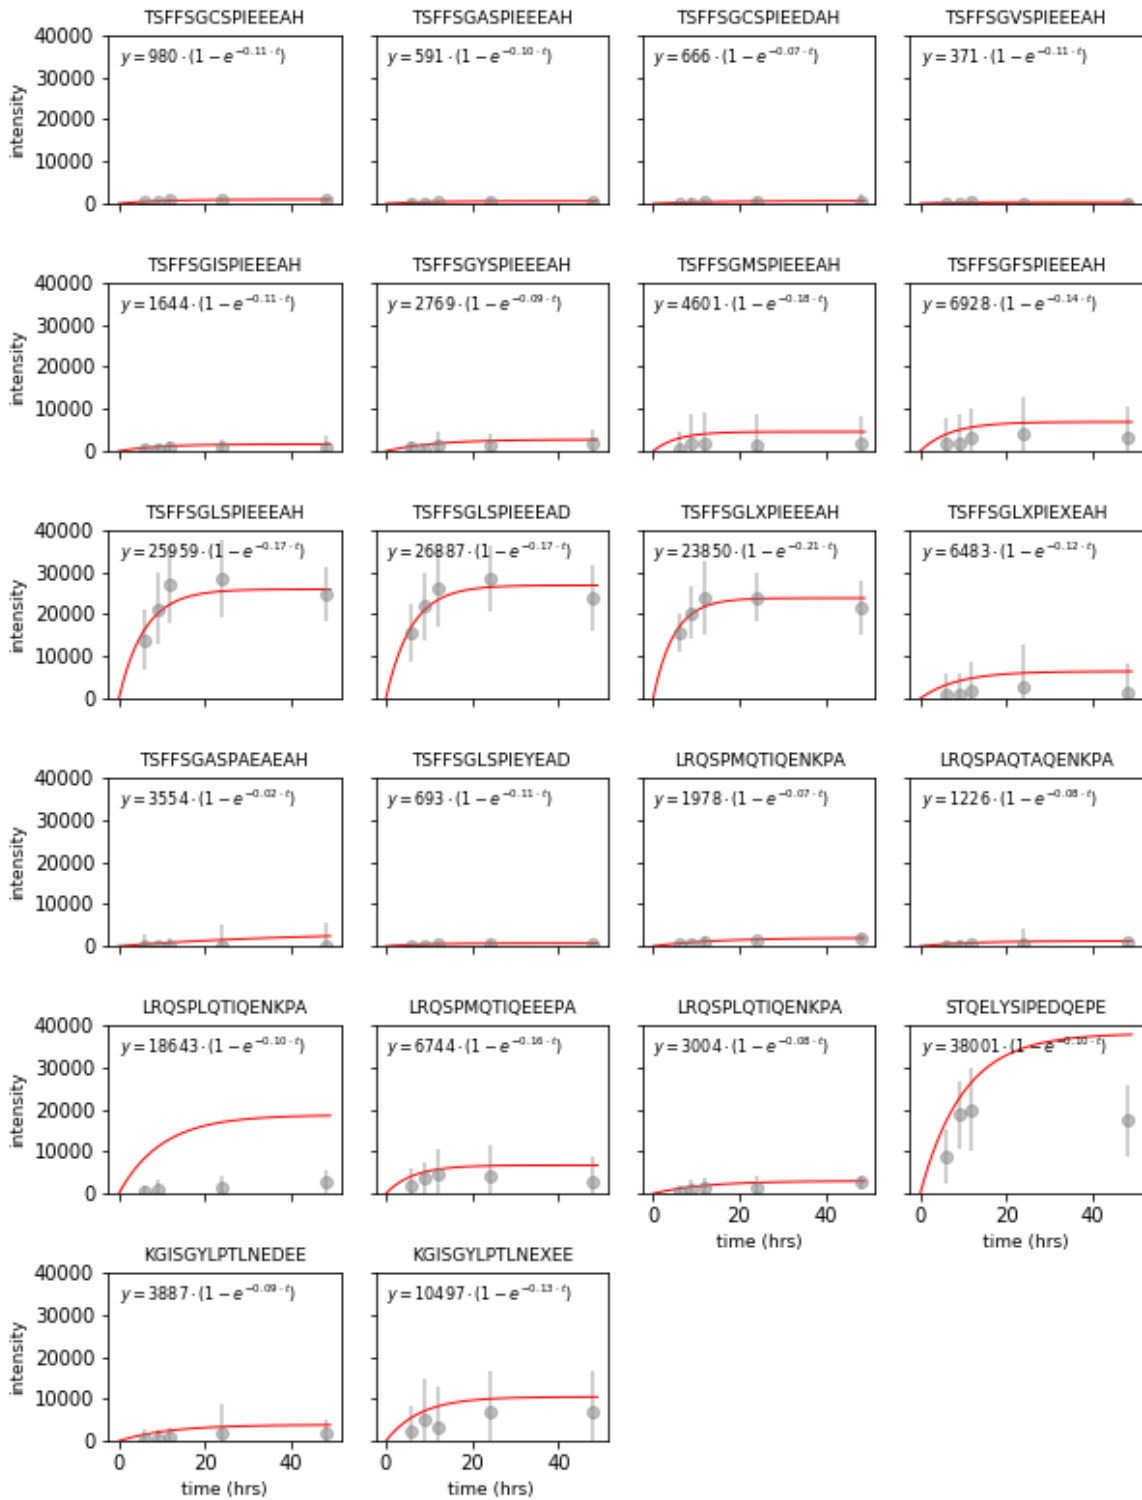 TSFFSGCSPIEEEAH TSFFSGASPIEEEAH TSFFSGCSPIEEDAH TSFFSGVSPIEEEAH
40000
y = 980 · (1 − e^{−0.11 · t}) y = 591 · (1 − e^{−0.10 · t}) y = 666 · (1 − e^{−0.07 · t}) y = 371 · (1 − e^{−0.11 · t})
30000
intensity
20000
10000
0
TSFFSGISPIEEEAH TSFFSGYSPIEEEAH TSFFSGMSPIEEEAH TSFFSGFSPIEEEAH
40000
y = 1644 · (1 − e^{−0.11 · t}) y = 2769 · (1 − e^{−0.09 · t}) y = 4601 · (1 − e^{−0.18 · t}) y = 6928 · (1 − e^{−0.14 · t})
30000
intensity
20000
10000
0
TSFFSGLSPIEEEAH TSFFSGLSPIEEEAD TSFFSGLXPIEEEAH TSFFSGLXPIEXEAH
40000
y = 25959 · (1 − e^{−0.17 · t}) y = 26887 · (1 − e^{−0.17 · t}) y = 23850 · (1 − e^{−0.21 · t}) y = 6483 · (1 − e^{−0.12 · t})
30000
intensity
20000
10000
0
TSFFSGASPAEAEAH TSFFSGLSPIEYEAD LRQSPMQTIQENKPA LRQSPAQTAQENKPA
40000
y = 3554 · (1 − e^{−0.02 · t}) y = 693 · (1 − e^{−0.11 · t}) y = 1978 · (1 − e^{−0.07 · t}) y = 1226 · (1 − e^{−0.08 · t})
30000
intensity
20000
10000
0
LRQSPLQTIQENKPA LRQSPMQTIQEEEPA LRQSPLQTIQENKPA STQELYSIPEDQEPE
40000
y = 18643 · (1 − e^{−0.10 · t}) y = 6744 · (1 − e^{−0.16 · t}) y = 3004 · (1 − e^{−0.08 · t}) y = 38001 · (1 − e^{−0.10 · t})
30000
intensity
20000
10000
0
0 20 40 0 20 40
time (hrs) time (hrs)
KGISGYLPTLNEDEE KGISGYLPTLNEXEE
40000
y = 3887 · (1 − e^{−0.09 · t}) y = 10497 · (1 − e^{−0.13 · t})
30000
intensity
20000
10000
0
0 20 40 0 20 40
time (hrs) time (hrs)